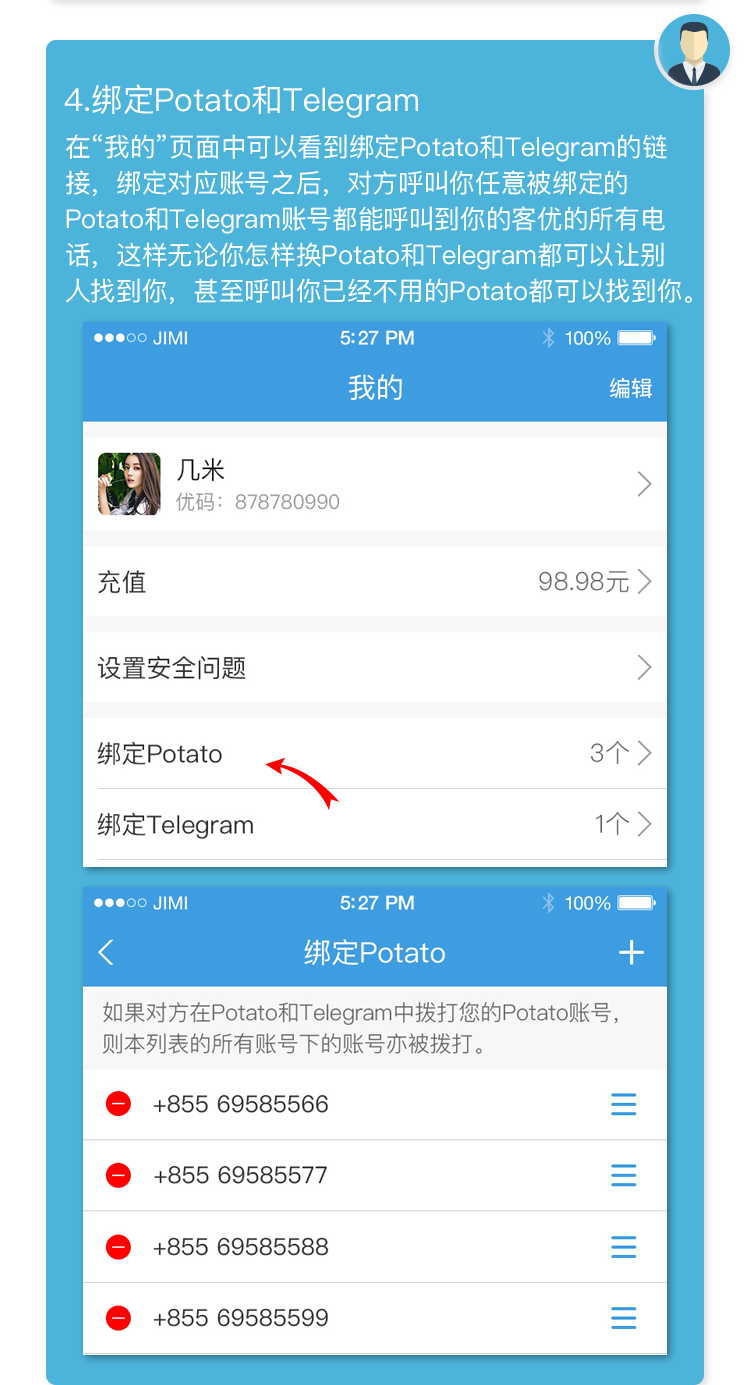 4.绑定Potato和Telegram
在“我的”页面中可以看到绑定Potato和Telegram的链
接，绑定对应账号之后，对方呼叫你任意被绑定的
Potato和Telegram账号都能呼叫到你的客优的所有电
话，这样无论你怎样换Potato和Telegram都可以让别
人找到你，甚至呼叫你已经不用的Potato都可以找到你。
JIMI 5:27 PM 100%
我的 编辑
几米
优码：878780990
充值 98.98元
设置安全问题
绑定Potato 3个
绑定Telegram 1个
JIMI 5:27 PM 100%
绑定Potato
如果对方在Potato和Telegram中拨打您的Potato账号，
则本列表的所有账号下的账号亦被拨打。
+855 69585566
+855 69585577
+855 69585588
+855 69585599